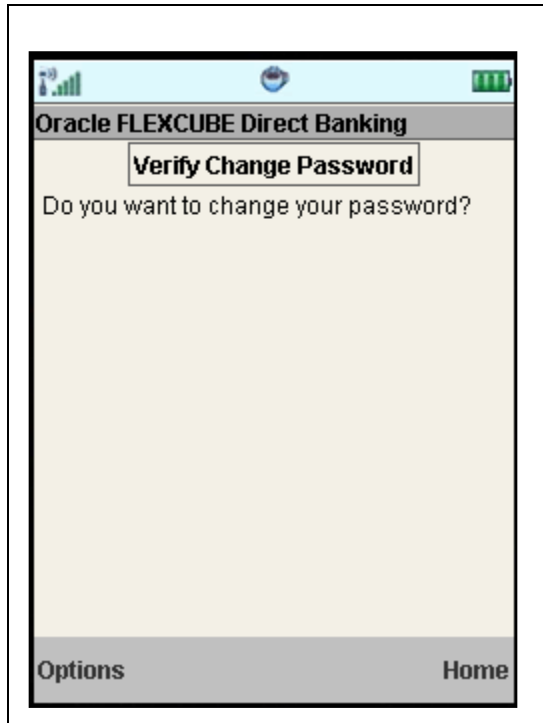 Oracle FLEXCUBE Direct Banking
Verify Change Password
Do you want to change your password?
Options Home